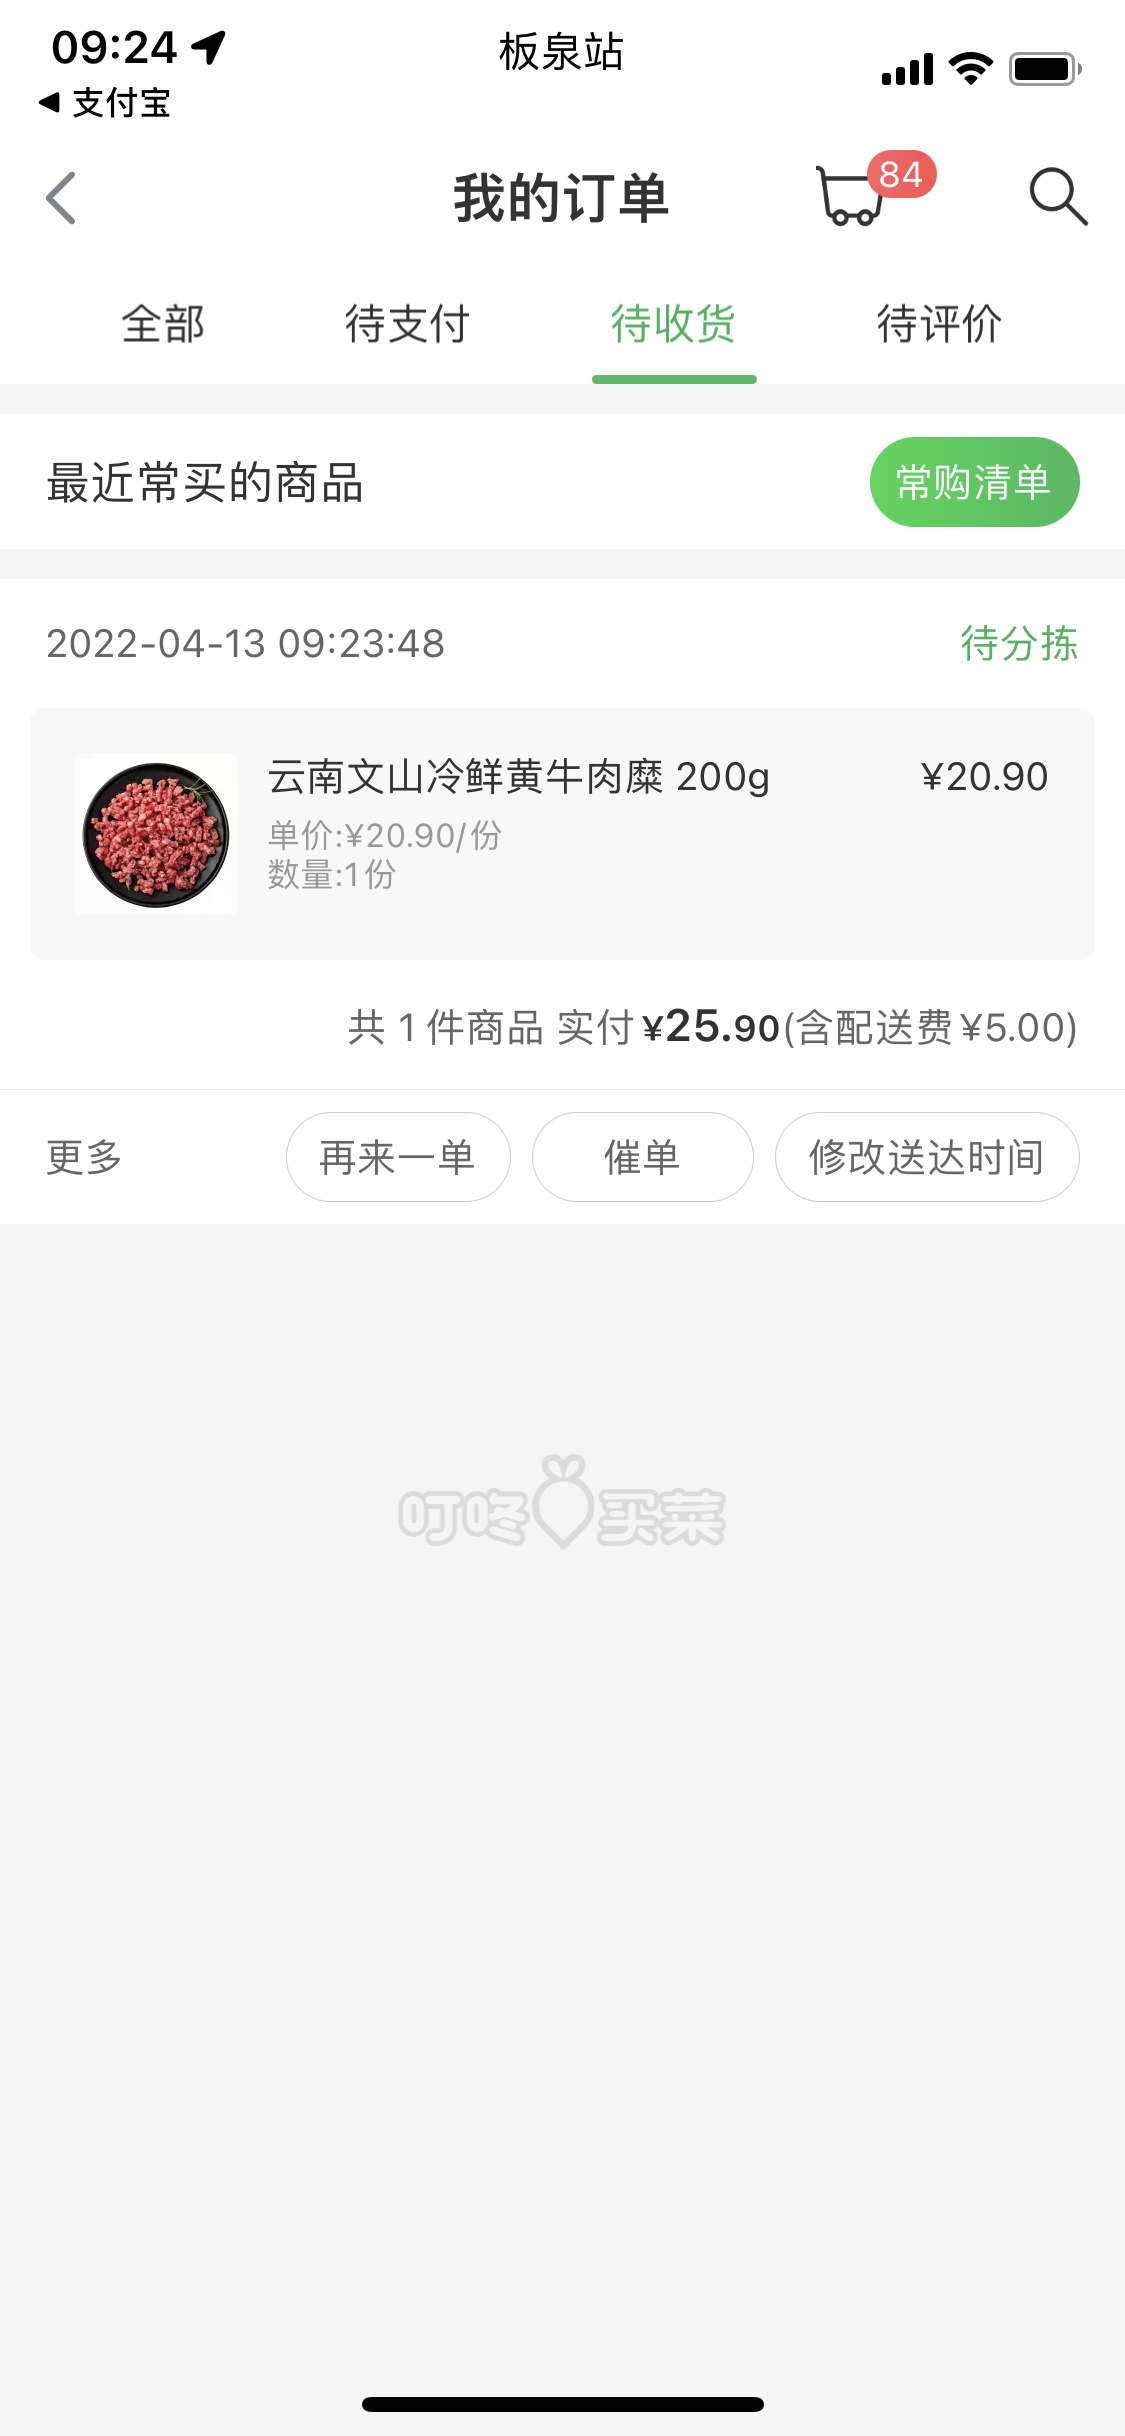 09:24
板泉站
支付宝
我的订单
84
全部 待支付 待收货 待评价
最近常买的商品 常购清单
2022-04-13 09:23:48 待分拣
云南文山冷鲜黄牛肉糜 200g ¥20.90
单价:¥20.90/份
数量:1份
共 1 件商品 实付 ¥25.90(含配送费 ¥5.00)
更多 再来一单 催单 修改送达时间
叮咚买菜